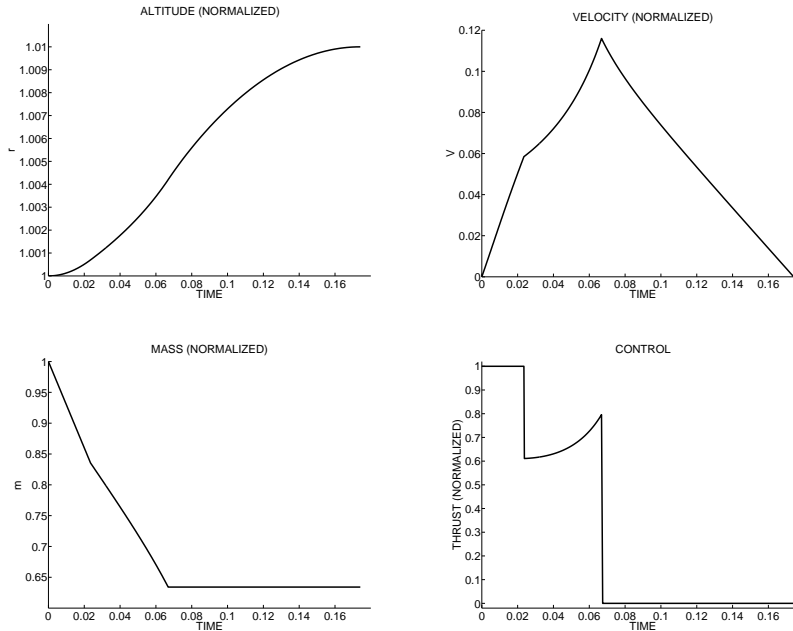 ALTITUDE (NORMALIZED)
1.01
1.009
1.008
1.007
1.006
1.005
1.004
1.003
1.002
1.001
1
r
0 0.02 0.04 0.06 0.08 0.1 0.12 0.14 0.16
TIME
VELOCITY (NORMALIZED)
0.12
0.1
0.08
0.06
0.04
0.02
0
V
0 0.02 0.04 0.06 0.08 0.1 0.12 0.14 0.16
TIME
MASS (NORMALIZED)
1
0.95
0.9
0.85
0.8
0.75
0.7
0.65
m
0 0.02 0.04 0.06 0.08 0.1 0.12 0.14 0.16
TIME
CONTROL
1
0.9
0.8
0.7
0.6
0.5
0.4
0.3
0.2
0.1
0
THRUST (NORMALIZED)
0 0.02 0.04 0.06 0.08 0.1 0.12 0.14 0.16
TIME